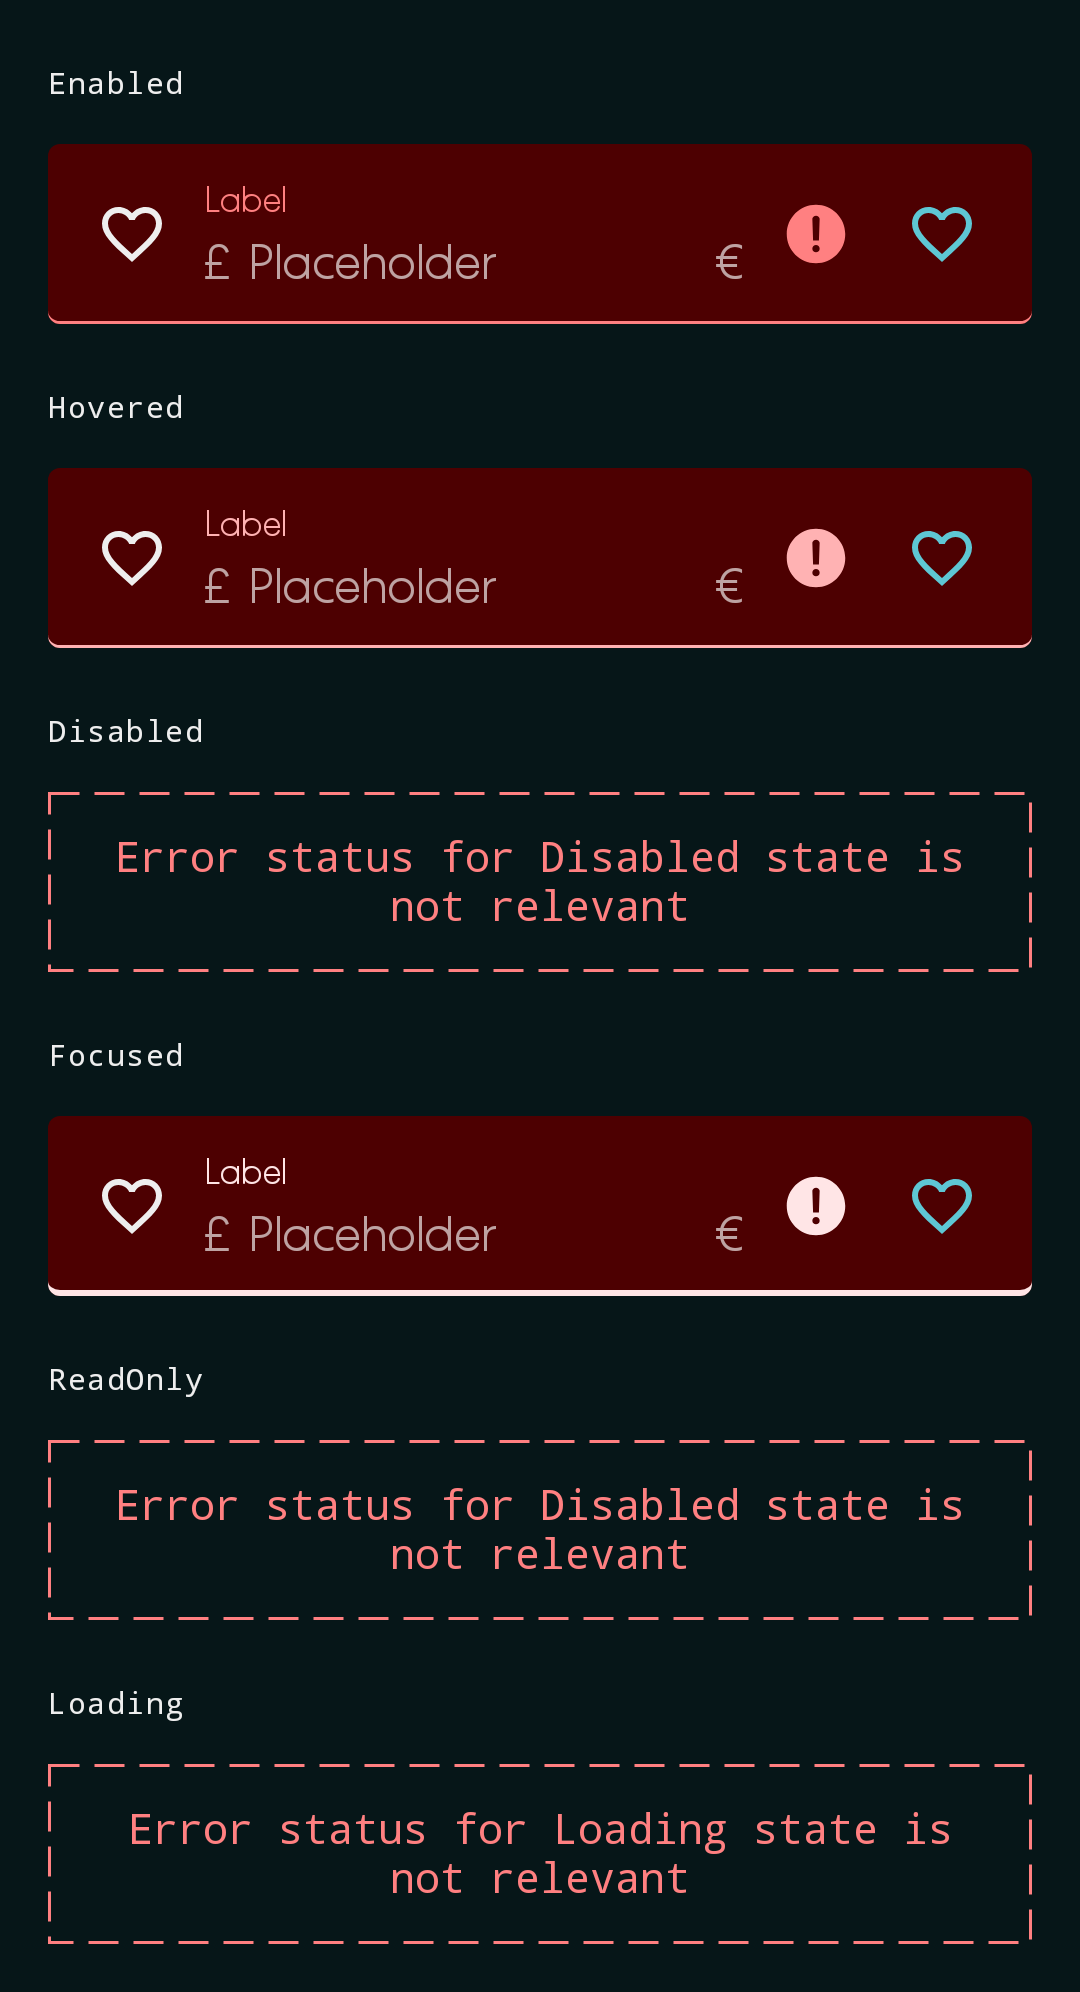 Enabled
Label
£ Placeholder €
Hovered
Label
£ Placeholder €
Disabled
Error status for Disabled state is
not relevant
Focused
Label
£ Placeholder €
ReadOnly
Error status for Disabled state is
not relevant
Loading
Error status for Loading state is
not relevant